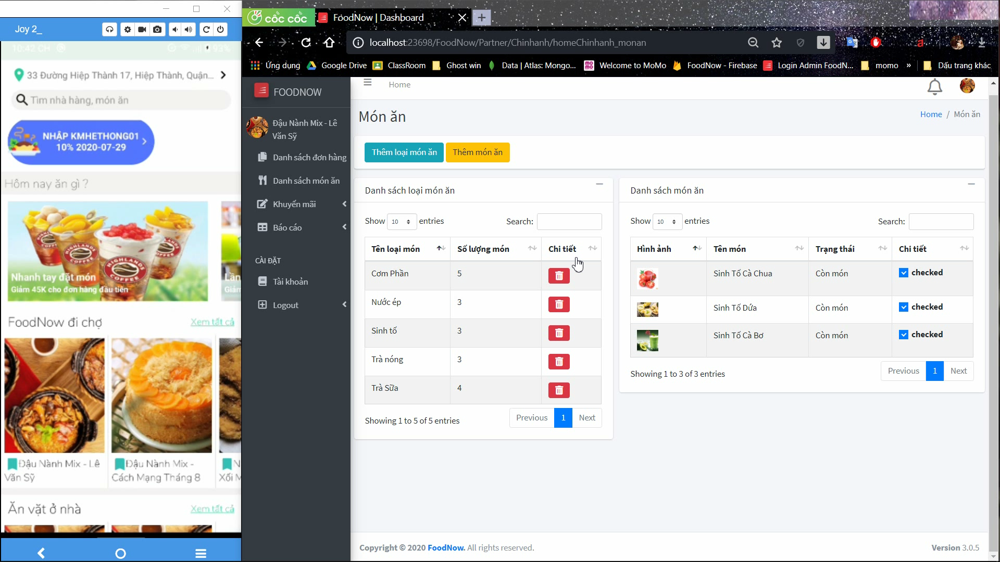 Joy 2_
10:42 CH
93%
33 Đường Hiệp Thành 17, Hiệp Thành, Quận...
Tìm nhà hàng, món ăn
NHẬP KMHETHONG01
10% 2020-07-29
Hôm nay ăn gì ?
HIGHLANDS
COFFEE
Nhanh tay đặt món
Giảm 45K cho đơn hàng đầu tiên
Lần
Giảm
FoodNow đi chợ
Xem tất cả
Đậu Nành Mix - Lê
Văn Sỹ
Đậu Nành Mix -
Cách Mạng Tháng 8
N
Xối M
Ăn vặt ở nhà
Xem tất cả
cốc cốc
FoodNow | Dashboard
localhost:23698/FoodNow/Partner/Chinhanh/homeChinhanh_monan
Ứng dụng
Google Drive
ClassRoom
Ghost win
Data | Atlas: Mongo...
Welcome to MoMo
FoodNow - Firebase
Login Admin FoodN...
momo
»
Dấu trang khác
FOODNOW
Đậu Nành Mix - Lê
Văn Sỹ
Danh sách đơn hàng
Danh sách món ăn
Khuyến mãi
Báo cáo
CÀI ĐẶT
Tài khoản
Logout
Home
Món ăn
Home / Món ăn
Thêm loại món ăn
Thêm món ăn
Danh sách loại món ăn
Show 10 entries
Search:
Tên loại món Số lượng món Chi tiết
Cơm Phần 5
Nước ép 3
Sinh tố 3
Trà nóng 3
Trà Sữa 4
Showing 1 to 5 of 5 entries
Previous 1 Next
Danh sách món ăn
Show 10 entries
Search:
Hình ảnh Tên món Trạng thái Chi tiết
Sinh Tố Cà Chua Còn món checked
Sinh Tố Dứa Còn món checked
Sinh Tố Cà Bơ Còn món checked
Showing 1 to 3 of 3 entries
Previous 1 Next
Copyright © 2020 FoodNow. All rights reserved.
Version 3.0.5